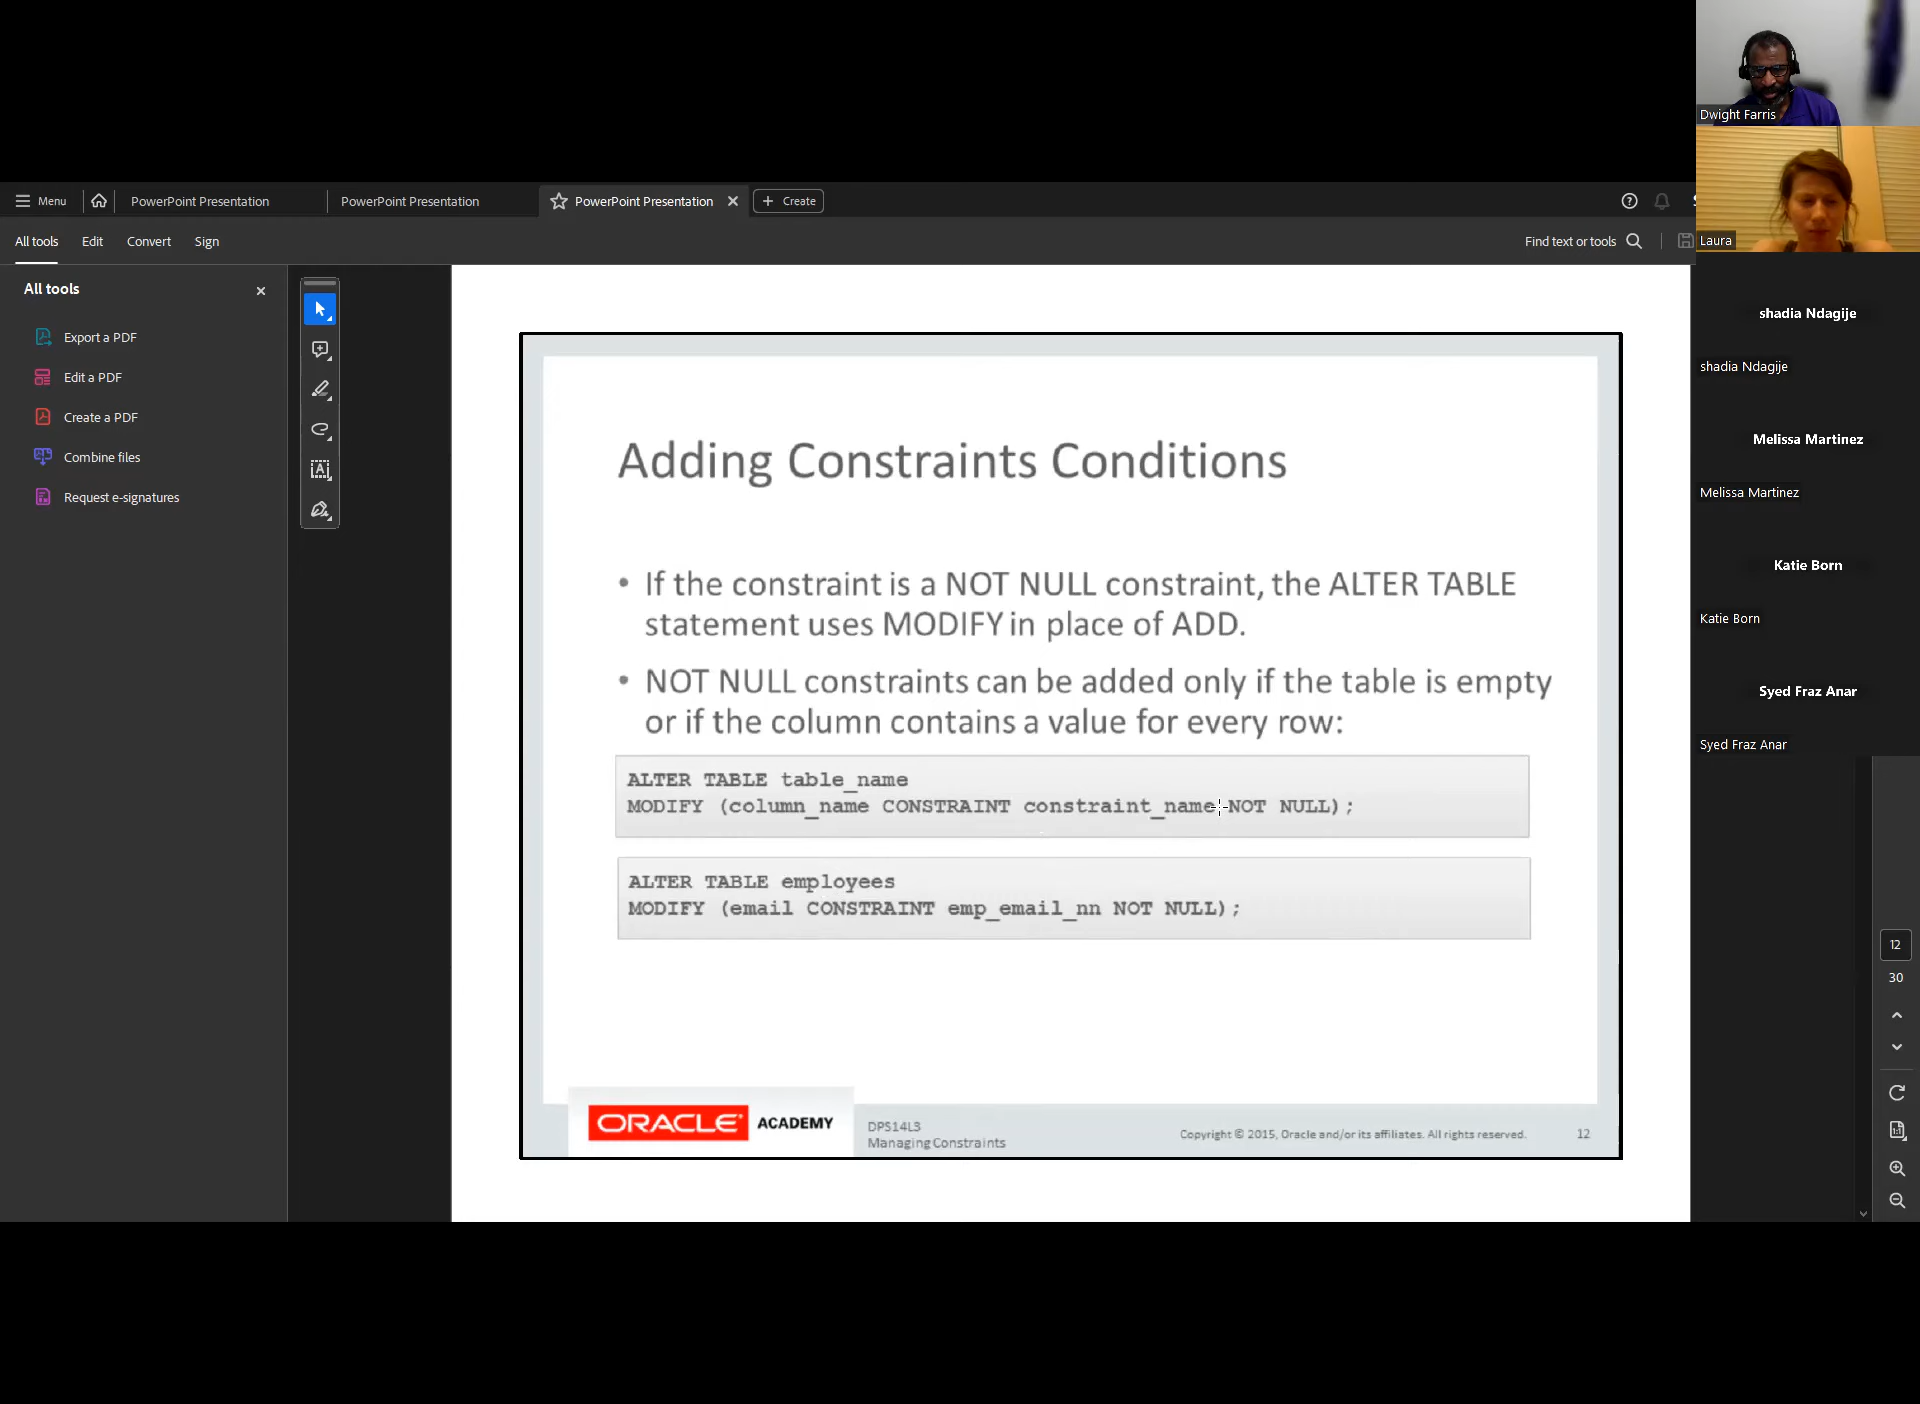 Dwight Farris
Menu
PowerPoint Presentation
PowerPoint Presentation
PowerPoint Presentation
Create
All tools
Edit
Convert
Sign
Find text or tools
Laura
All tools
Export a PDF
Edit a PDF
Create a PDF
Combine files
Request e-signatures
Adding Constraints Conditions
• If the constraint is a NOT NULL constraint, the ALTER TABLE
statement uses MODIFY in place of ADD.
• NOT NULL constraints can be added only if the table is empty
or if the column contains a value for every row:
ALTER TABLE table_name
MODIFY (column_name CONSTRAINT constraint_name NOT NULL);
ALTER TABLE employees
MODIFY (email CONSTRAINT emp_email_nn NOT NULL);
ORACLE ACADEMY
DPS14L3
Managing Constraints
Copyright © 2015, Oracle and/or its affiliates. All rights reserved.
12
shadia Ndagije
shadia Ndagije
Melissa Martinez
Melissa Martinez
Katie Born
Katie Born
Syed Fraz Anar
Syed Fraz Anar
12
30